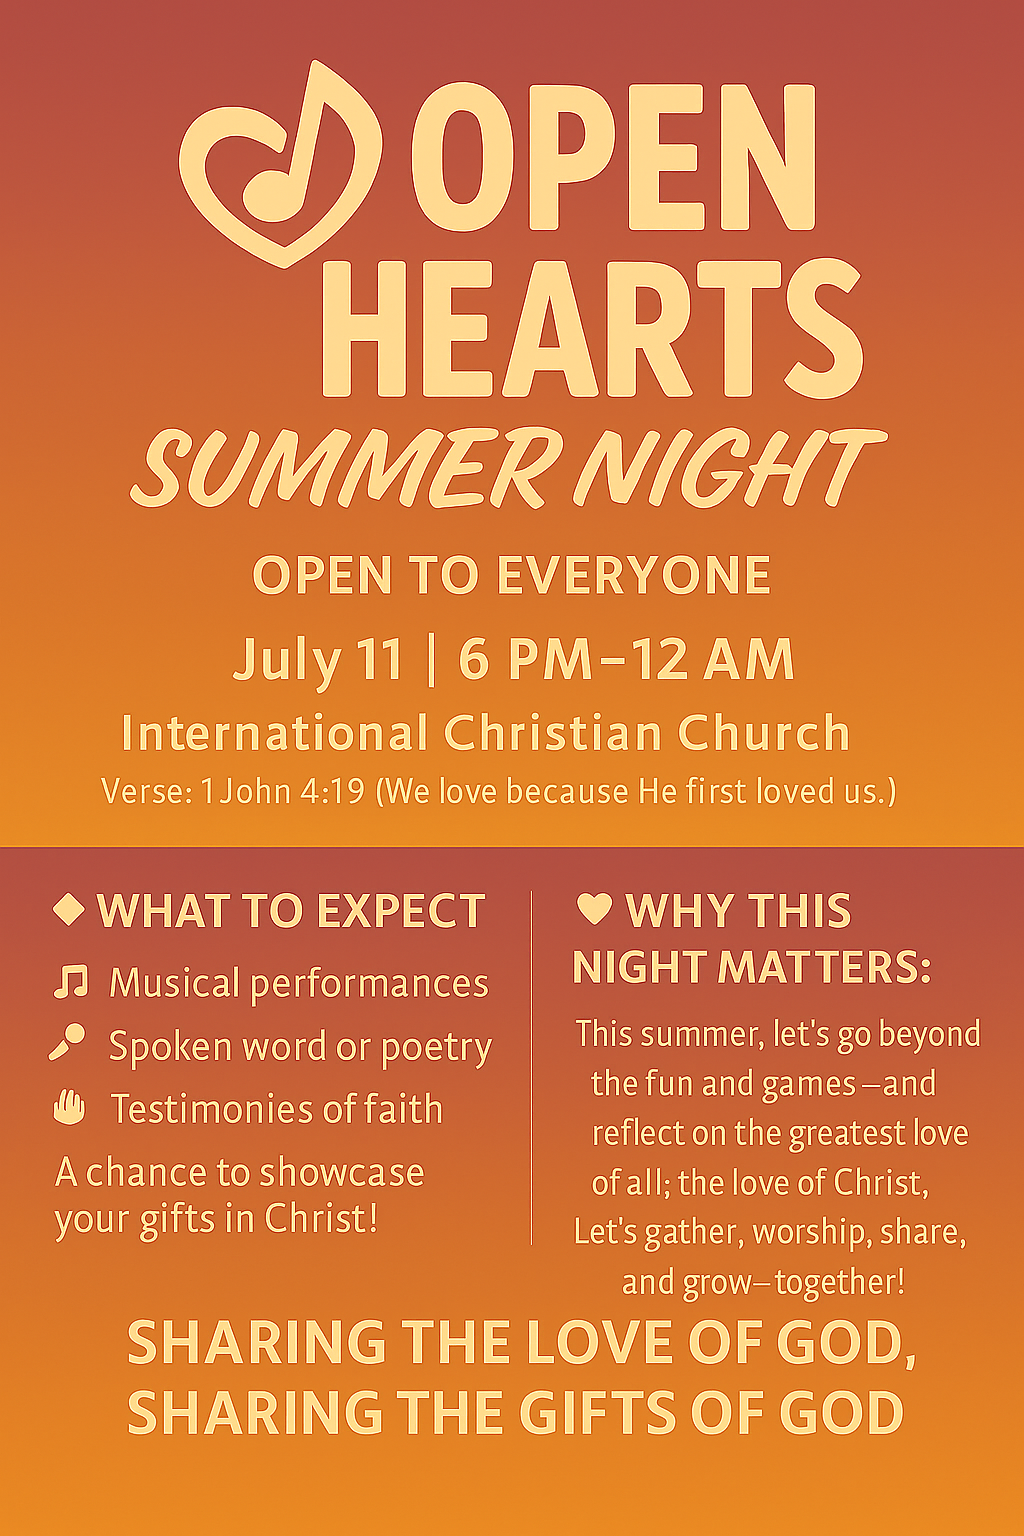 OPEN
HEARTS
SUMMER NIGHT
OPEN TO EVERYONE
July 11 | 6 PM–12 AM
International Christian Church
Verse: 1 John 4:19 (We love because He first loved us.)
WHAT TO EXPECT
Musical performances
Spoken word or poetry
Testimonies of faith
A chance to showcase
your gifts in Christ!
WHY THIS
NIGHT MATTERS:
This summer, let's go beyond
the fun and games –and
reflect on the greatest love
of all; the love of Christ,
Let's gather, worship, share,
and grow–together!
SHARING THE LOVE OF GOD,
SHARING THE GIFTS OF GOD